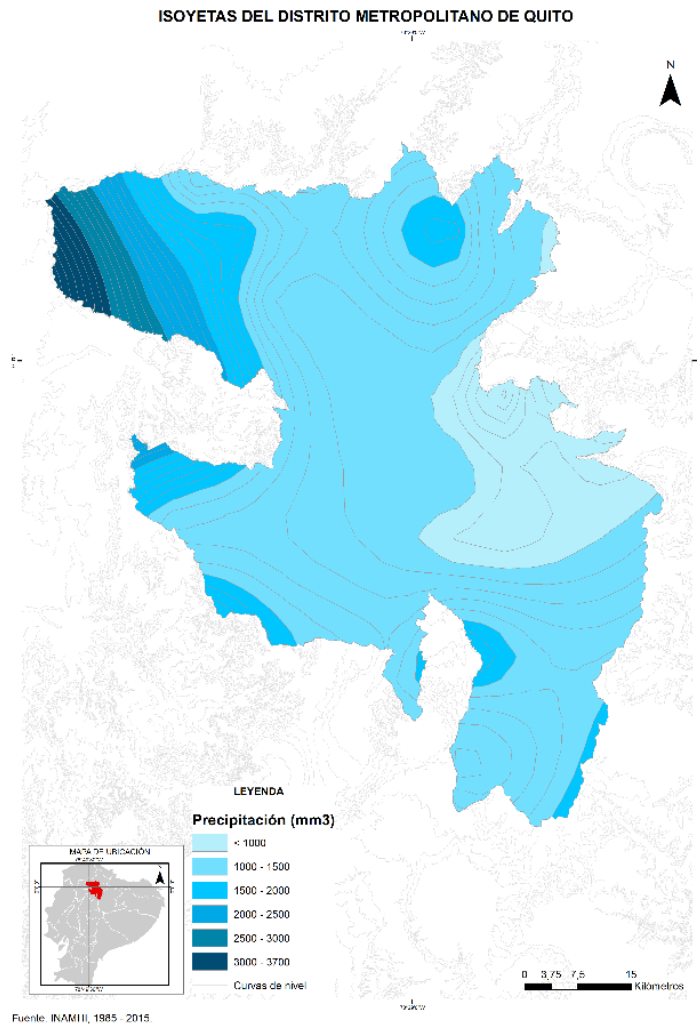 ISOYETAS DEL DISTRITO METROPOLITANO DE QUITO
N
LEYENDA
Precipitación (mm3)
< 1000
1000 - 1500
1500 - 2000
2000 - 2500
2500 - 3000
3000 - 3700
Curvas de nivel
MAPA DE UBICACIÓN
0 3,75 7,5 15
Kilómetros
Fuente. INAMHI, 1985 - 2015.